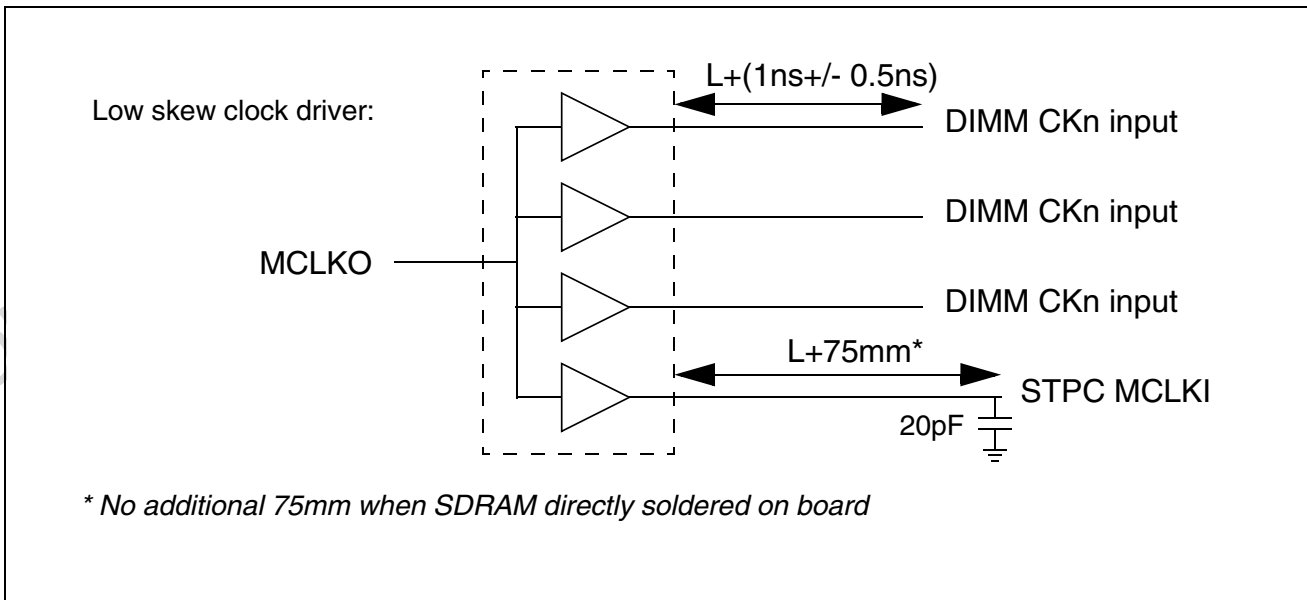 L+(1ns+/- 0.5ns)
Low skew clock driver:
DIMM CKn input
DIMM CKn input
MCLKO
DIMM CKn input
L+75mm*
STPC MCLKI
20pF
* No additional 75mm when SDRAM directly soldered on board